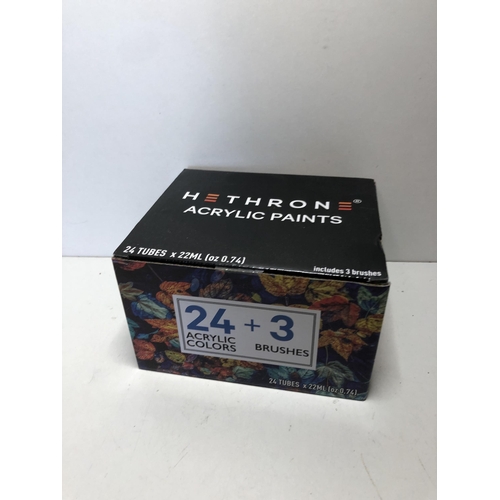 HETHRONE®
ACRYLIC PAINTS
24 TUBES x 22ML (oz 0.74)
includes 3 brushes
24 + 3
ACRYLIC COLORS BRUSHES
24 TUBES x 22ML (oz 0.74)